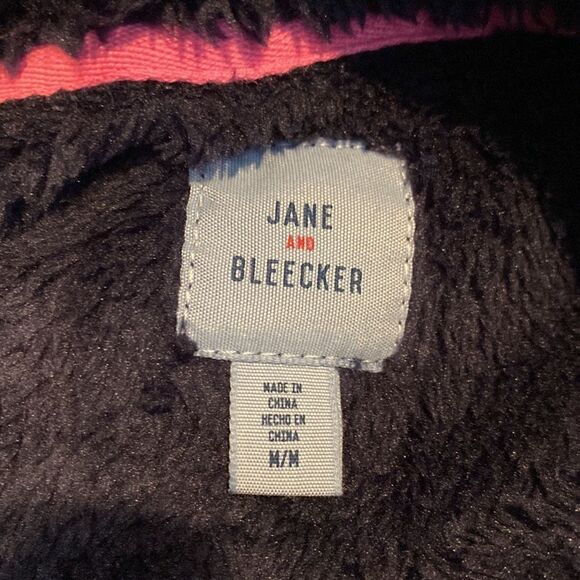 JANE
AND
BLEECKER
MADE IN
CHINA
HECHO EN
CHINA
M/M